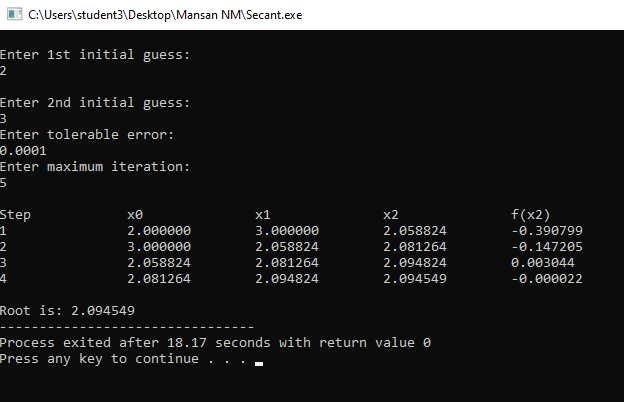 C:\Users\student3\Desktop\Mansan NM\Secant.exe
Enter 1st initial guess:
2
Enter 2nd initial guess:
3
Enter tolerable error:
0.0001
Enter maximum iteration:
5
Step x0 x1 x2 f(x2)
1 2.000000 3.000000 2.058824 -0.390799
2 3.000000 2.058824 2.081264 -0.147205
3 2.058824 2.081264 2.094824 0.003044
4 2.081264 2.094824 2.094549 -0.000022
Root is: 2.094549
--------------------------------
Process exited after 18.17 seconds with return value 0
Press any key to continue . . .